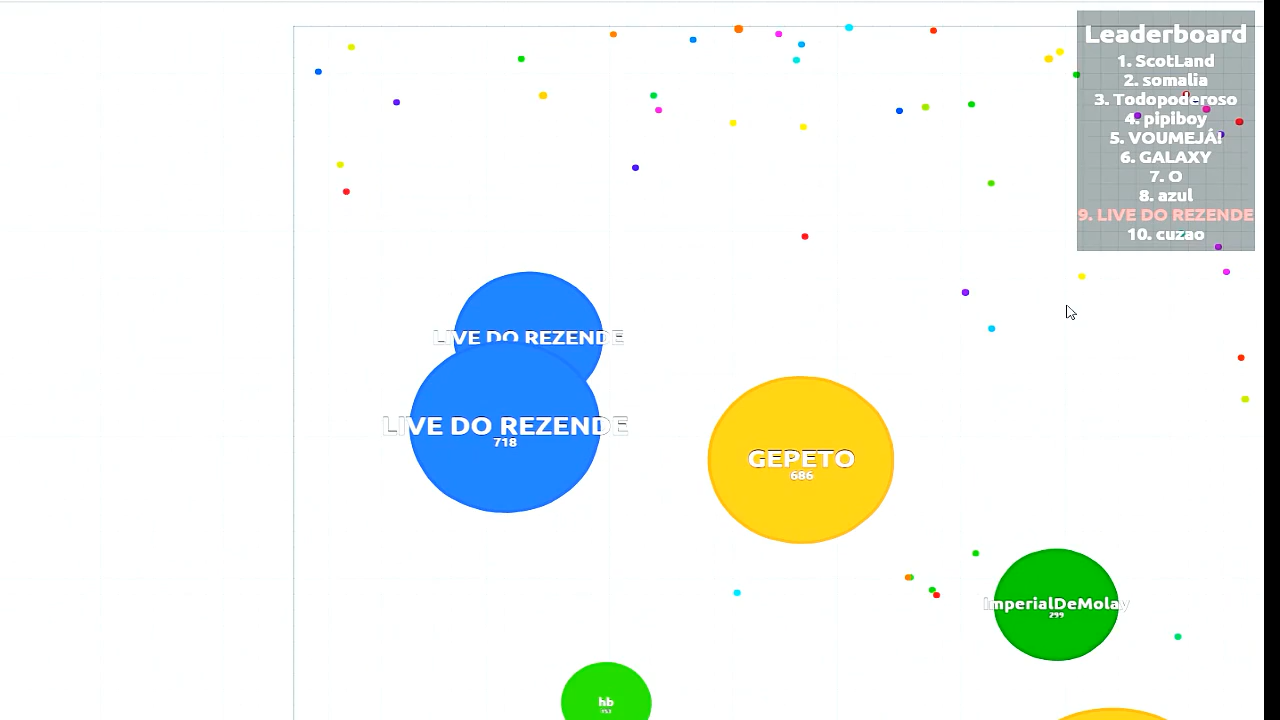 Leaderboard
1. ScotLand
2. somalia
3. Todopoderoso
4. pipiboy
5. VOUMEJÁ!
6. GALAXY
7. O
8. azul
9. LIVE DO REZENDE
10. cuzao
LIVE DO REZENDE
LIVE DO REZENDE
718
GEPETO
686
ImperialDeMolay
299
hb